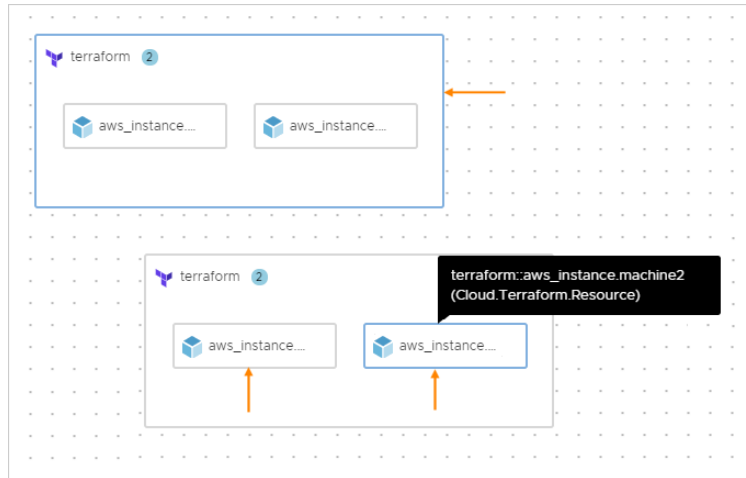 terraform 2
aws_instance....
aws_instance....
terraform 2
terraform::aws_instance.machine2
(Cloud.Terraform.Resource)
aws_instance....
aws_instance....